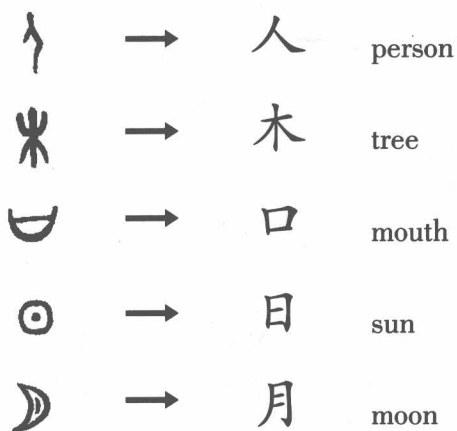 人 person
木 tree
口 mouth
日 sun
月 moon